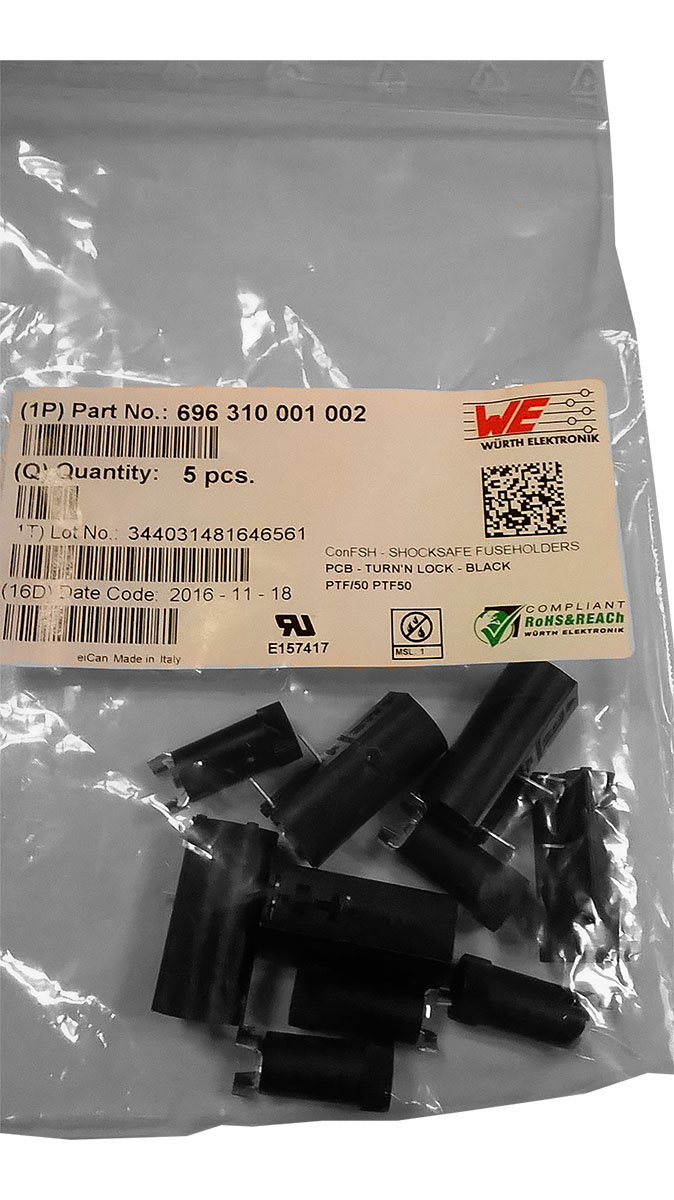 (1P) Part No.: 696 310 001 002
WE
WÜRTH ELEKTRONIK
(Q) Quantity: 5 pcs.
1T) Lot No.: 344031481646561
ConFSH - SHOCKSAFE FUSEHOLDERS
PCB - TURN'N LOCK - BLACK
PTF/50 PTF50
(16D) Date Code: 2016 - 11 - 18
E157417
MSL 1
COMPLIANT
RoHS&REACh
WÜRTH ELEKTRONIK
eiCan Made in Italy